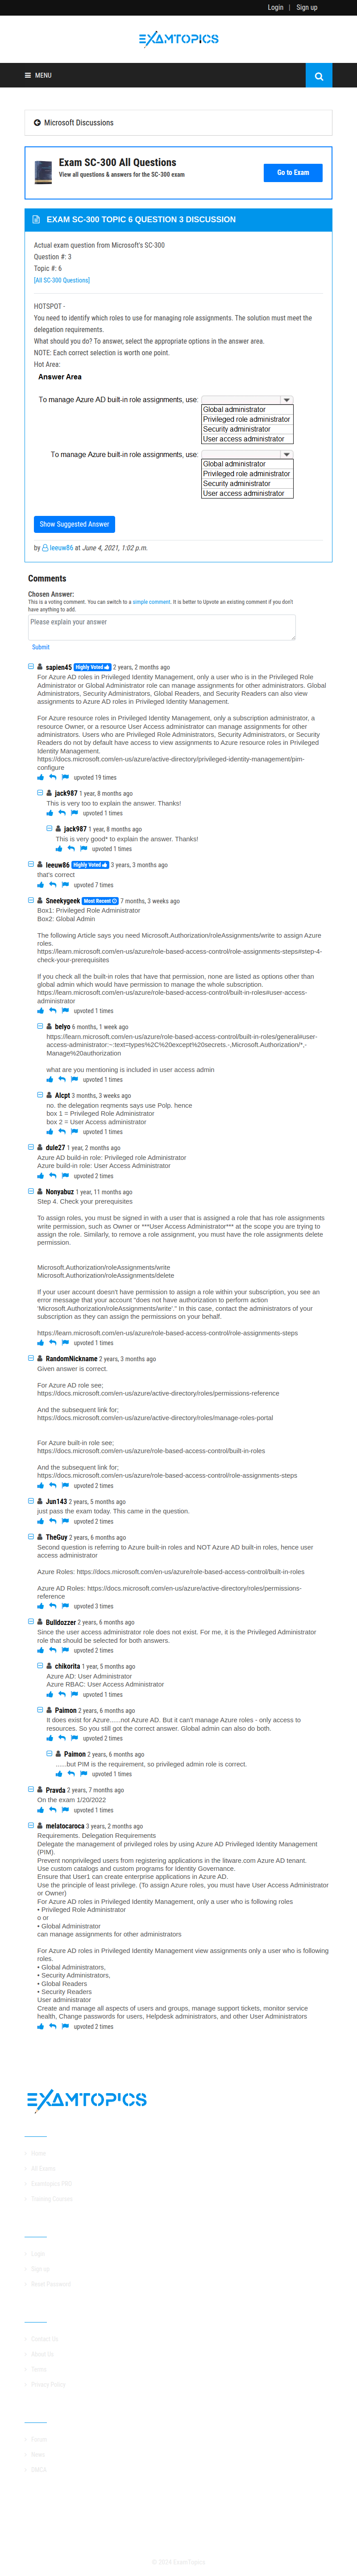 Login | Sign up
EXAMTOPICS
MENU
Microsoft Discussions
Exam SC-300 All Questions
View all questions & answers for the SC-300 exam
Go to Exam
EXAM SC-300 TOPIC 6 QUESTION 3 DISCUSSION
Actual exam question from Microsoft's SC-300
Question #: 3
Topic #: 6
[All SC-300 Questions]
HOTSPOT -
You need to identify which roles to use for managing role assignments. The solution must meet the
delegation requirements.
What should you do? To answer, select the appropriate options in the answer area.
NOTE: Each correct selection is worth one point.
Hot Area:
Answer Area
To manage Azure AD built-in role assignments, use:
Global administrator
Privileged role administrator
Security administrator
User access administrator
To manage Azure built-in role assignments, use:
Global administrator
Privileged role administrator
Security administrator
User access administrator
Show Suggested Answer
by leeuw86 at June 4, 2021, 1:02 p.m.
Comments
Chosen Answer:
This is a voting comment. You can switch to a simple comment. It is better to Upvote an existing comment if you don't
have anything to add.
Please explain your answer
Submit
sapien45 Highly Voted 2 years, 2 months ago
For Azure AD roles in Privileged Identity Management, only a user who is in the Privileged Role
Administrator or Global Administrator role can manage assignments for other administrators. Global
Administrators, Security Administrators, Global Readers, and Security Readers can also view
assignments to Azure AD roles in Privileged Identity Management.
For Azure resource roles in Privileged Identity Management, only a subscription administrator, a
resource Owner, or a resource User Access administrator can manage assignments for other
administrators. Users who are Privileged Role Administrators, Security Administrators, or Security
Readers do not by default have access to view assignments to Azure resource roles in Privileged
Identity Management.
https://docs.microsoft.com/en-us/azure/active-directory/privileged-identity-management/pim-
configure
upvoted 19 times
jack987 1 year, 8 months ago
This is very too to explain the answer. Thanks!
upvoted 1 times
jack987 1 year, 8 months ago
This is very good* to explain the answer. Thanks!
upvoted 1 times
leeuw86 Highly Voted 3 years, 3 months ago
that's correct
upvoted 7 times
Sneekygeek Most Recent 7 months, 3 weeks ago
Box1: Privileged Role Administrator
Box2: Global Admin
The following Article says you need Microsoft.Authorization/roleAssignments/write to assign Azure
roles.
https://learn.microsoft.com/en-us/azure/role-based-access-control/role-assignments-steps#step-4-
check-your-prerequisites
If you check all the built-in roles that have that permission, none are listed as options other than
global admin which would have permission to manage the whole subscription.
https://learn.microsoft.com/en-us/azure/role-based-access-control/built-in-roles#user-access-
administrator
upvoted 1 times
belyo 6 months, 1 week ago
https://learn.microsoft.com/en-us/azure/role-based-access-control/built-in-roles/general#user-
access-administrator:~:text=types%2C%20except%20secrets.-,Microsoft.Authorization/*,-
Manage%20authorization
what are you mentioning is included in user access admin
upvoted 1 times
Alcpt 3 months, 3 weeks ago
no. the delegation reqments says use Polp. hence
box 1 = Privileged Role Administrator
box 2 = User Access Administrator
upvoted 1 times
dule27 1 year, 2 months ago
Azure AD build-in role: Privileged role Administrator
Azure build-in role: User Access Administrator
upvoted 2 times
Nonyabuz 1 year, 11 months ago
Step 4. Check your prerequisites
To assign roles, you must be signed in with a user that is assigned a role that has role assignments
write permission, such as Owner or ***User Access Administrator*** at the scope you are trying to
assign the role. Similarly, to remove a role assignment, you must have the role assignments delete
permission.
Microsoft.Authorization/roleAssignments/write
Microsoft.Authorization/roleAssignments/delete
If your user account doesn't have permission to assign a role within your subscription, you see an
error message that your account "does not have authorization to perform action
'Microsoft.Authorization/roleAssignments/write'." In this case, contact the administrators of your
subscription as they can assign the permissions on your behalf.
https://learn.microsoft.com/en-us/azure/role-based-access-control/role-assignments-steps
upvoted 1 times
RandomNickname 2 years, 3 months ago
Given answer is correct.
For Azure AD role see;
https://docs.microsoft.com/en-us/azure/active-directory/roles/permissions-reference
And the subsequent link for;
https://docs.microsoft.com/en-us/azure/active-directory/roles/manage-roles-portal
For Azure built-in role see;
https://docs.microsoft.com/en-us/azure/role-based-access-control/built-in-roles
And the subsequent link for;
https://docs.microsoft.com/en-us/azure/role-based-access-control/role-assignments-steps
upvoted 2 times
Jun143 2 years, 5 months ago
just pass the exam today. This came in the question.
upvoted 2 times
TheGuy 2 years, 6 months ago
Second question is referring to Azure built-in roles and NOT Azure AD built-in roles, hence user
access administrator
Azure Roles: https://docs.microsoft.com/en-us/azure/role-based-access-control/built-in-roles
Azure AD Roles: https://docs.microsoft.com/en-us/azure/active-directory/roles/permissions-
reference
upvoted 3 times
Bulldozzer 2 years, 6 months ago
Since the user access administrator role does not exist. For me, it is the Privileged Administrator
role that should be selected for both answers.
upvoted 2 times
chikorita 1 year, 5 months ago
Azure AD: User Administrator
Azure RBAC: User Access Administrator
upvoted 1 times
Paimon 2 years, 6 months ago
It does exist for Azure......not Azure AD. But it can't manage Azure roles - only access to
resources. So you still got the correct answer. Global admin can also do both.
upvoted 2 times
Paimon 2 years, 6 months ago
......but PIM is the requirement, so privileged admin role is correct.
upvoted 1 times
Pravda 2 years, 7 months ago
On the exam 1/20/2022
upvoted 1 times
melatocaroca 3 years, 2 months ago
Requirements. Delegation Requirements
Delegate the management of privileged roles by using Azure AD Privileged Identity Management
(PIM).
Prevent nonprivileged users from registering applications in the litware.com Azure AD tenant.
Use custom catalogs and custom programs for Identity Governance.
Ensure that User1 can create enterprise applications in Azure AD.
Use the principle of least privilege. (To assign Azure roles, you must have User Access Administrator
or Owner)
For Azure AD roles in Privileged Identity Management, only a user who is following roles
• Privileged Role Administrator
o or
• Global Administrator
can manage assignments for other administrators
For Azure AD roles in Privileged Identity Management view assignments only a user who is following
roles.
• Global Administrators,
• Security Administrators,
• Global Readers
• Security Readers
User administrator
Create and manage all aspects of users and groups, manage support tickets, monitor service
health, Change passwords for users, Helpdesk administrators, and other User Administrators
upvoted 2 times
EXAMTOPICS
Home
All Exams
Training Courses
Login
Sign up
Reset Password
Contact Us
About Us
Terms
Privacy Policy
Forum
News
DMCA
© 2024 ExamTopics